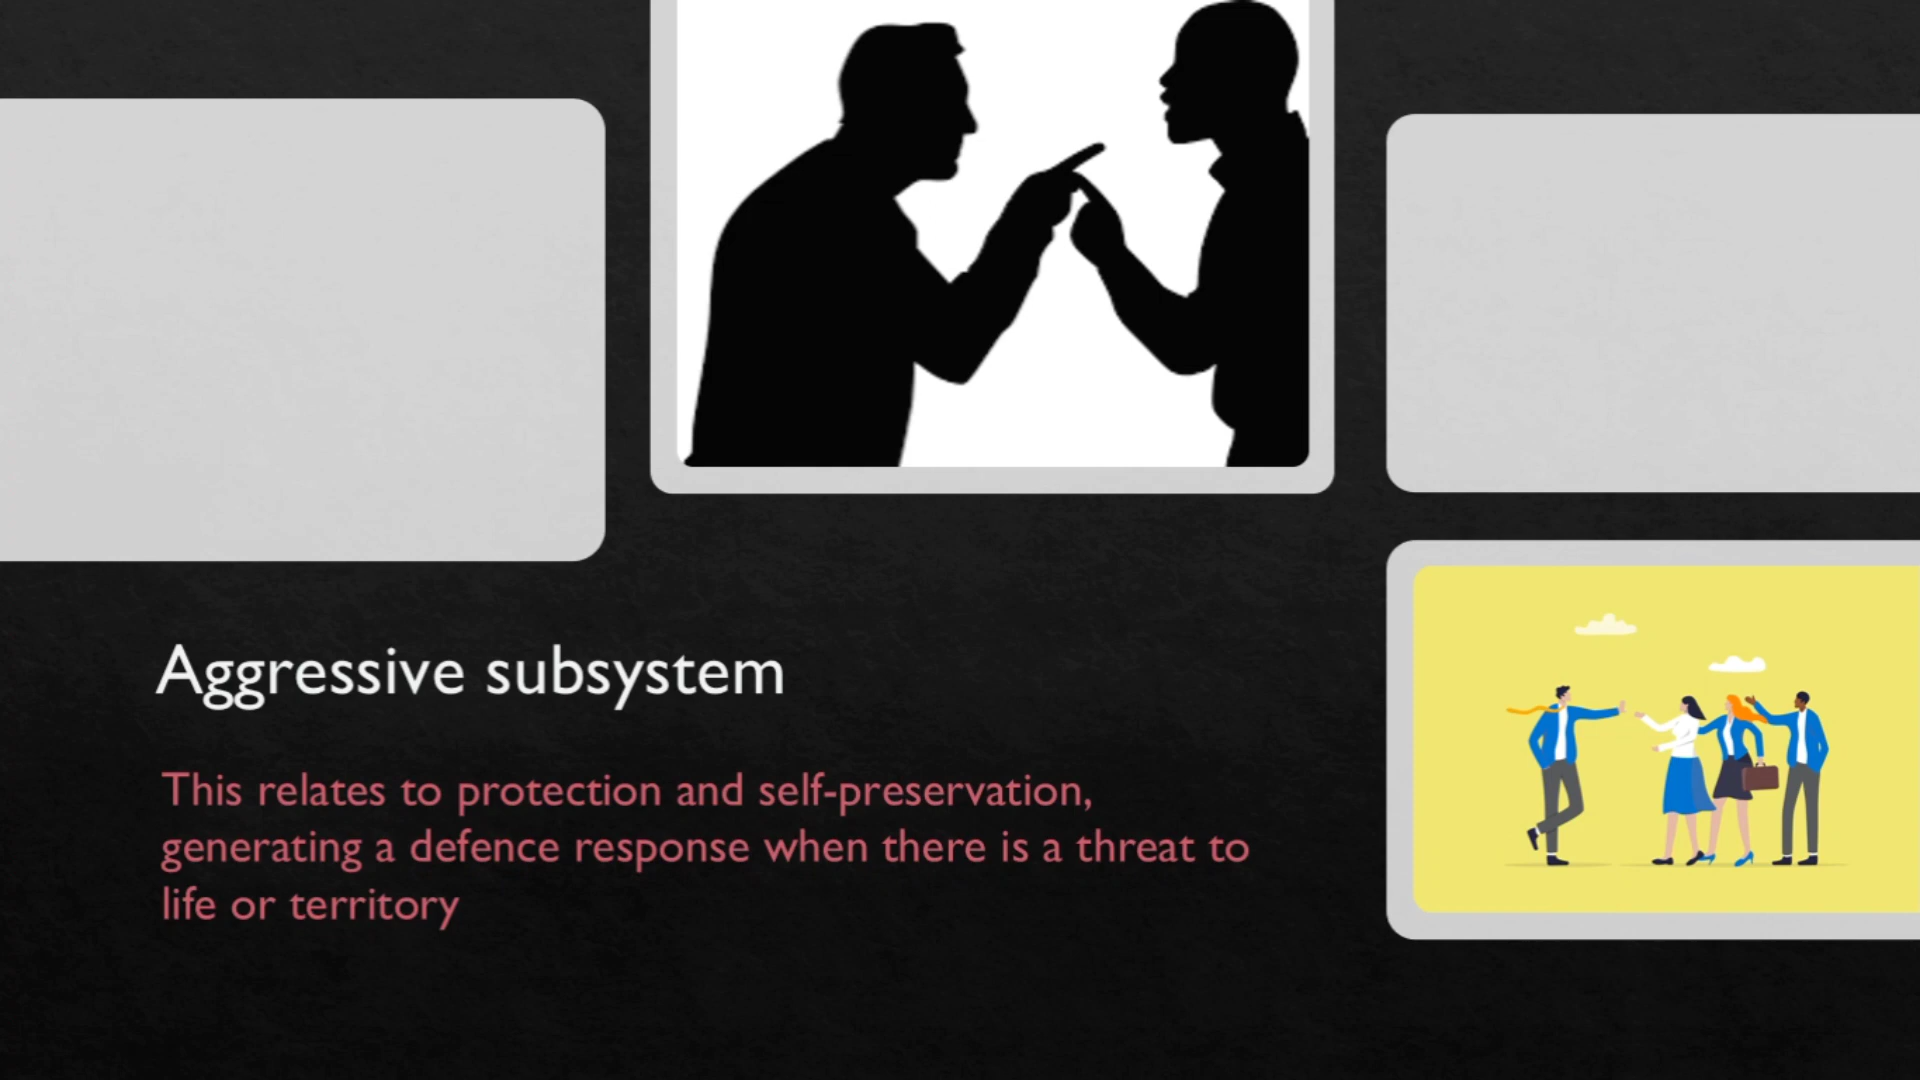 Aggressive subsystem
This relates to protection and self-preservation,
generating a defence response when there is a threat to
life or territory